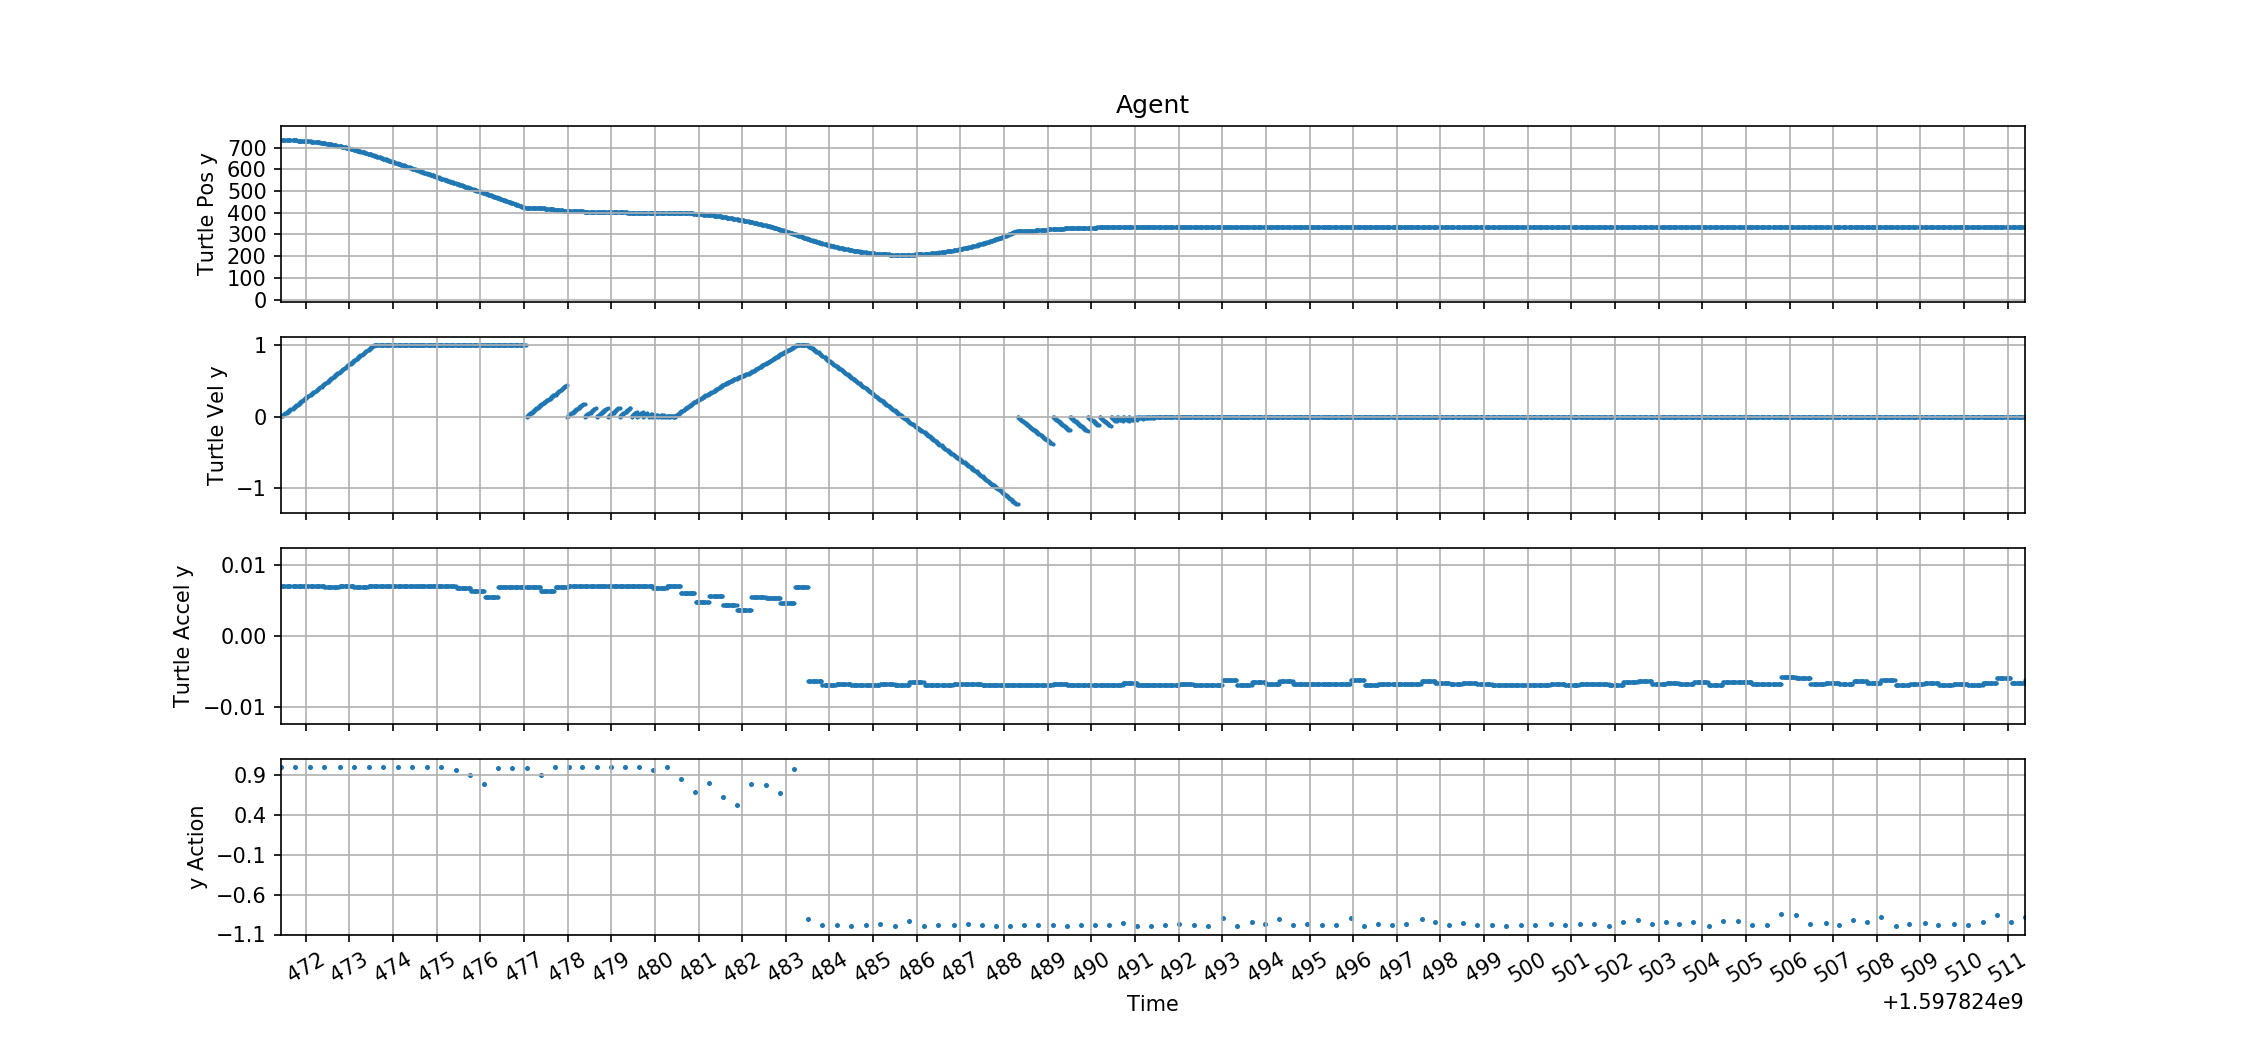 Agent
Turtle Pos y
700
600
500
400
300
200
100
0
Turtle Vel y
1
0
−1
Turtle Accel y
0.01
0.00
−0.01
y Action
0.9
0.4
−0.1
−0.6
−1.1
472 473 474 475 476 477 478 479 480 481 482 483 484 485 486 487 488 489 490 491 492 493 494 495 496 497 498 499 500 501 502 503 504 505 506 507 508 509 510 511
Time
+1.597824e9